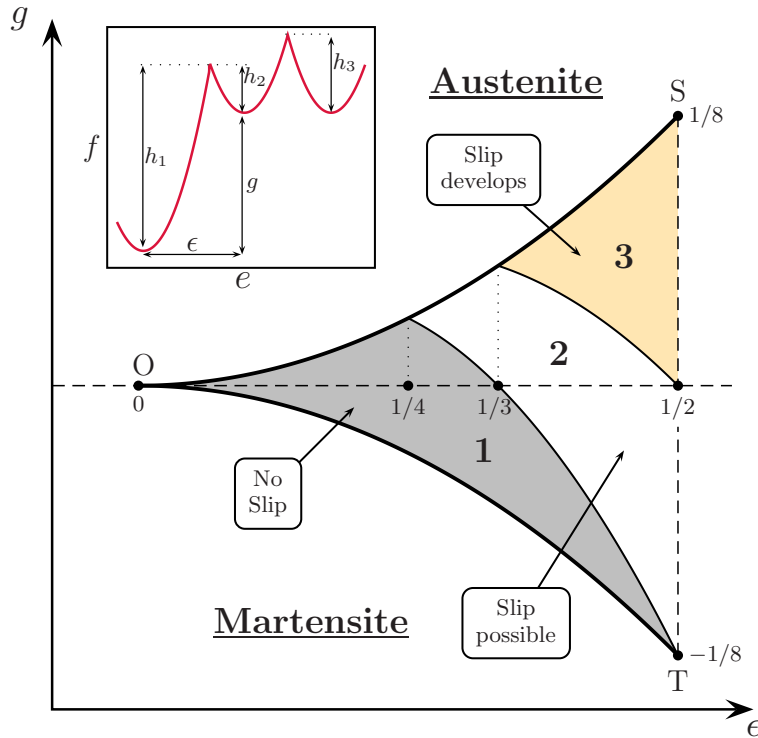 g
f
h₁
h₂
h₃
g
ϵ
e
Austenite
S
1/8
Slip
develops
3
2
O
0
1/4
1/3
1/2
1
No
Slip
Slip
possible
Martensite
−1/8
T
ϵ